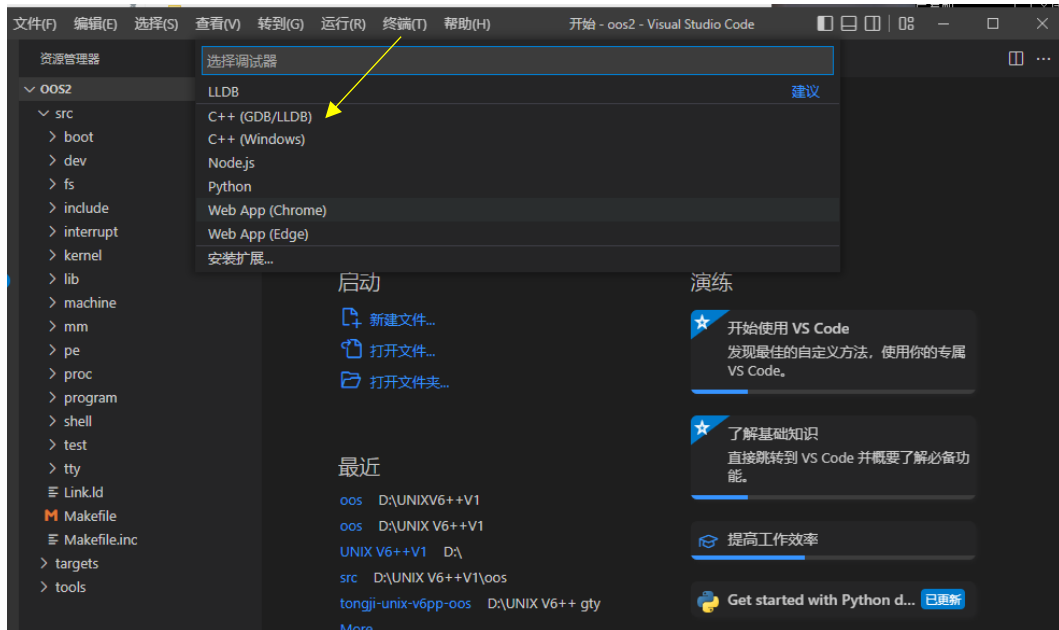 文件(F) 编辑(E) 选择(S) 查看(V) 转到(G) 运行(R) 终端(T) 帮助(H) 开始 - oos2 - Visual Studio Code
资源管理器
选择调试器
OOS2
LLDB 建议
C++ (GDB/LLDB)
C++ (Windows)
Node.js
Python
Web App (Chrome)
Web App (Edge)
安装扩展...
src
boot
dev
fs
include
interrupt
kernel
lib
machine
mm
pe
proc
program
shell
test
tty
Link.ld
Makefile
Makefile.inc
targets
tools
启动
新建文件...
打开文件...
打开文件夹...
最近
oos D:\UNIXV6++V1
oos D:\UNIX V6++V1
UNIX V6++V1 D:\
src D:\UNIX V6++V1\oos
tongji-unix-v6pp-oos D:\UNIX V6++ gty
More
演练
开始使用 VS Code
发现最佳的自定义方法，使用你的专属
VS Code。
了解基础知识
直接跳转到 VS Code 并概要了解必备功
能。
提高工作效率
Get started with Python d... 已更新